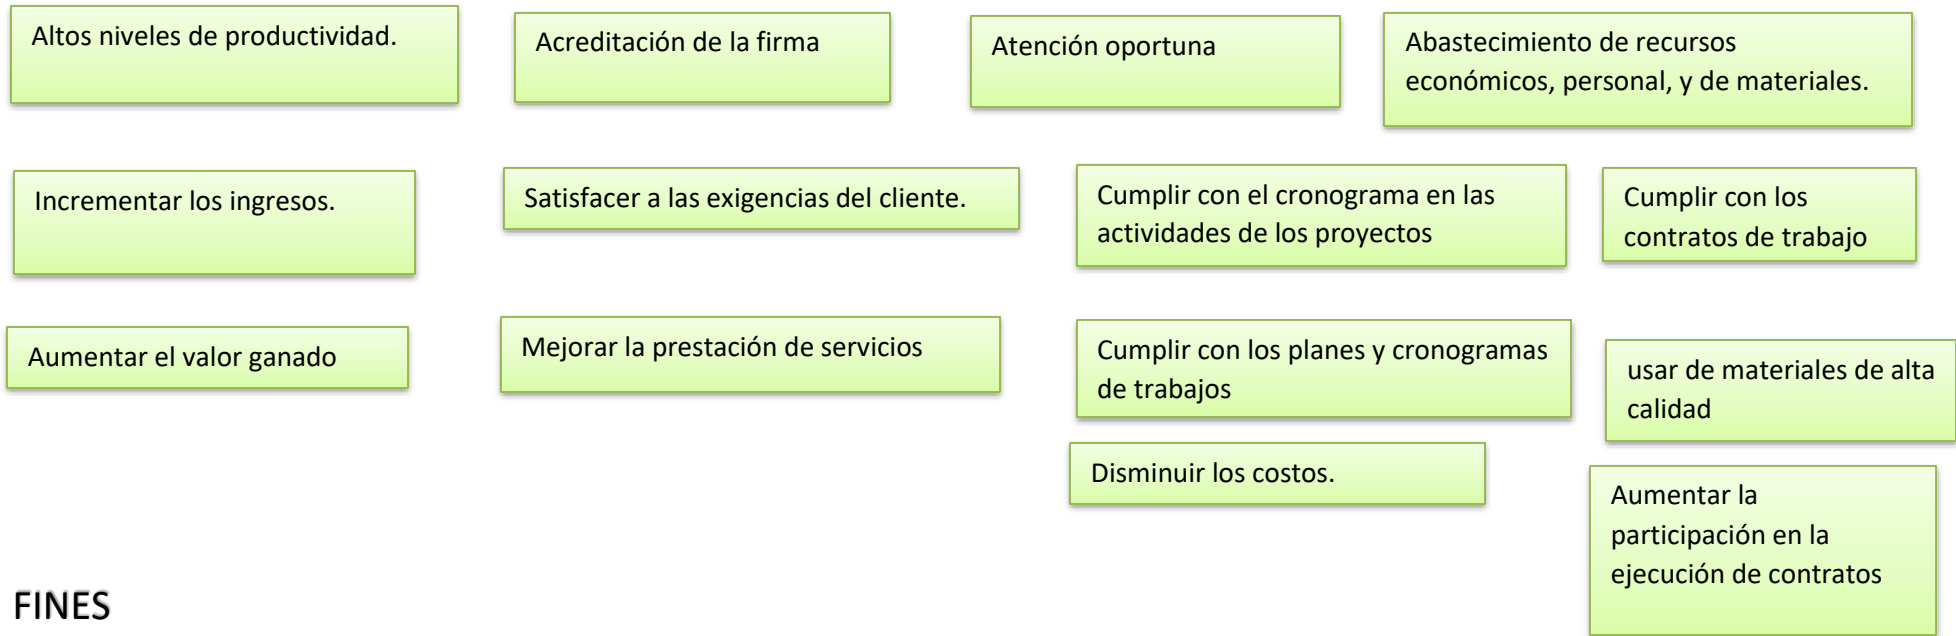 Altos niveles de productividad.
Acreditación de la firma
Atención oportuna
Abastecimiento de recursos
económicos, personal, y de materiales.
Incrementar los ingresos.
Satisfacer a las exigencias del cliente.
Cumplir con el cronograma en las
actividades de los proyectos
Cumplir con los
contratos de trabajo
Aumentar el valor ganado
Mejorar la prestación de servicios
Cumplir con los planes y cronogramas
de trabajos
usar de materiales de alta
calidad
Disminuir los costos.
Aumentar la
participación en la
ejecución de contratos
FINES